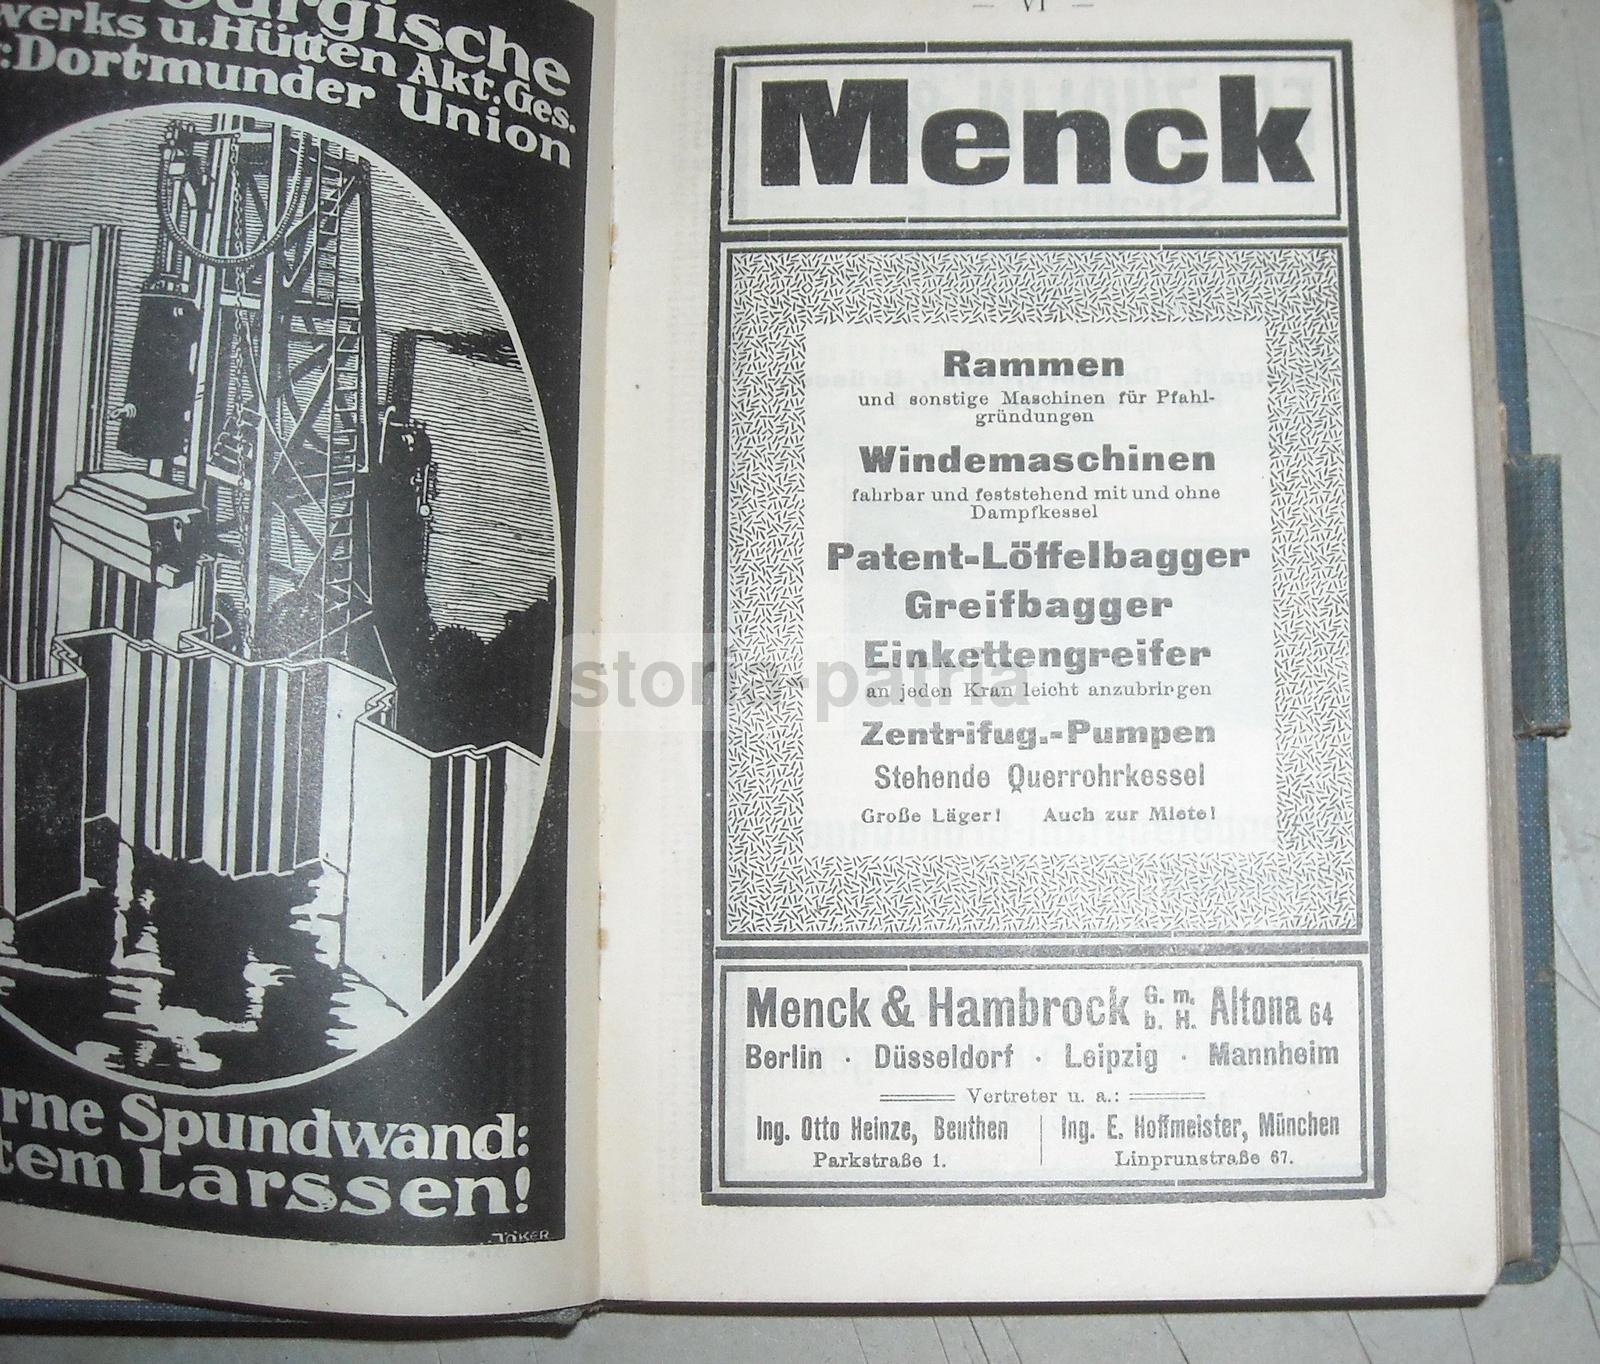 werks u. Hütten Akt. Ges.
Dortmunder Union
Spundwand:
Larssen!
— VI —
Menck
Rammen
und sonstige Maschinen für Pfahl-
gründungen
Windemaschinen
fahrbar und feststehend mit und ohne
Dampfkessel
Patent-Löffelbagger
Greifbagger
Einkettengreifer
an jeden Kran leicht anzubringen
Zentrifug.-Pumpen
Stehende Querrohrkessel
Große Läger! Auch zur Miete!
Menck & Hambrock G. m. b. H. Altona 64
Berlin · Düsseldorf · Leipzig · Mannheim
Vertreter u. a.:
Ing. Otto Heinze, Beuthen
Parkstraße 1.
Ing. E. Hoffmeister, München
Linprunstraße 67.
storia-patria